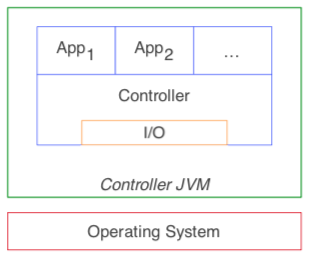 App1 App2 ...
Controller
I/O
Controller JVM
Operating System